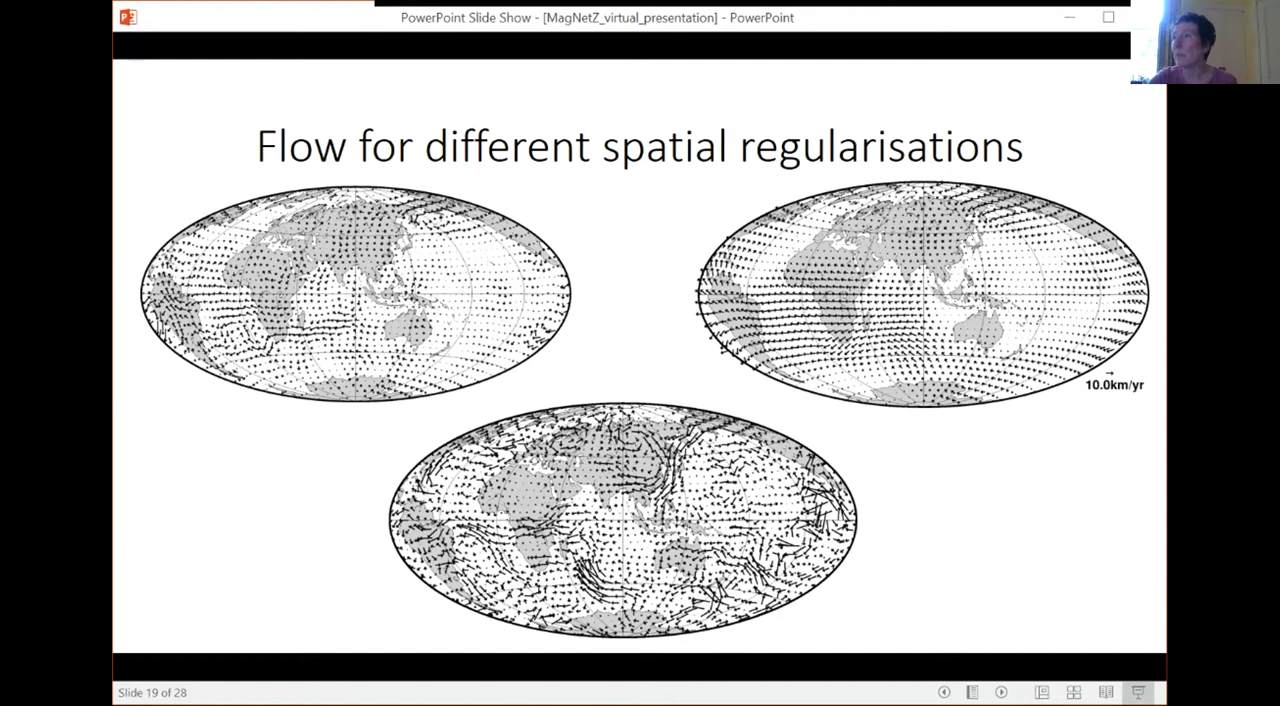 PowerPoint Slide Show - [MagNetZ_virtual_presentation] - PowerPoint
Flow for different spatial regularisations
10.0km/yr
Slide 19 of 28